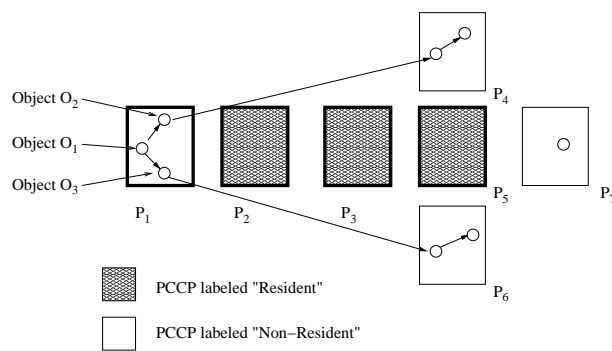 Object O2
Object O1
Object O3
P4
P1
P2
P3
P5
P7
P6
PCCP labeled "Resident"
PCCP labeled "Non−Resident"